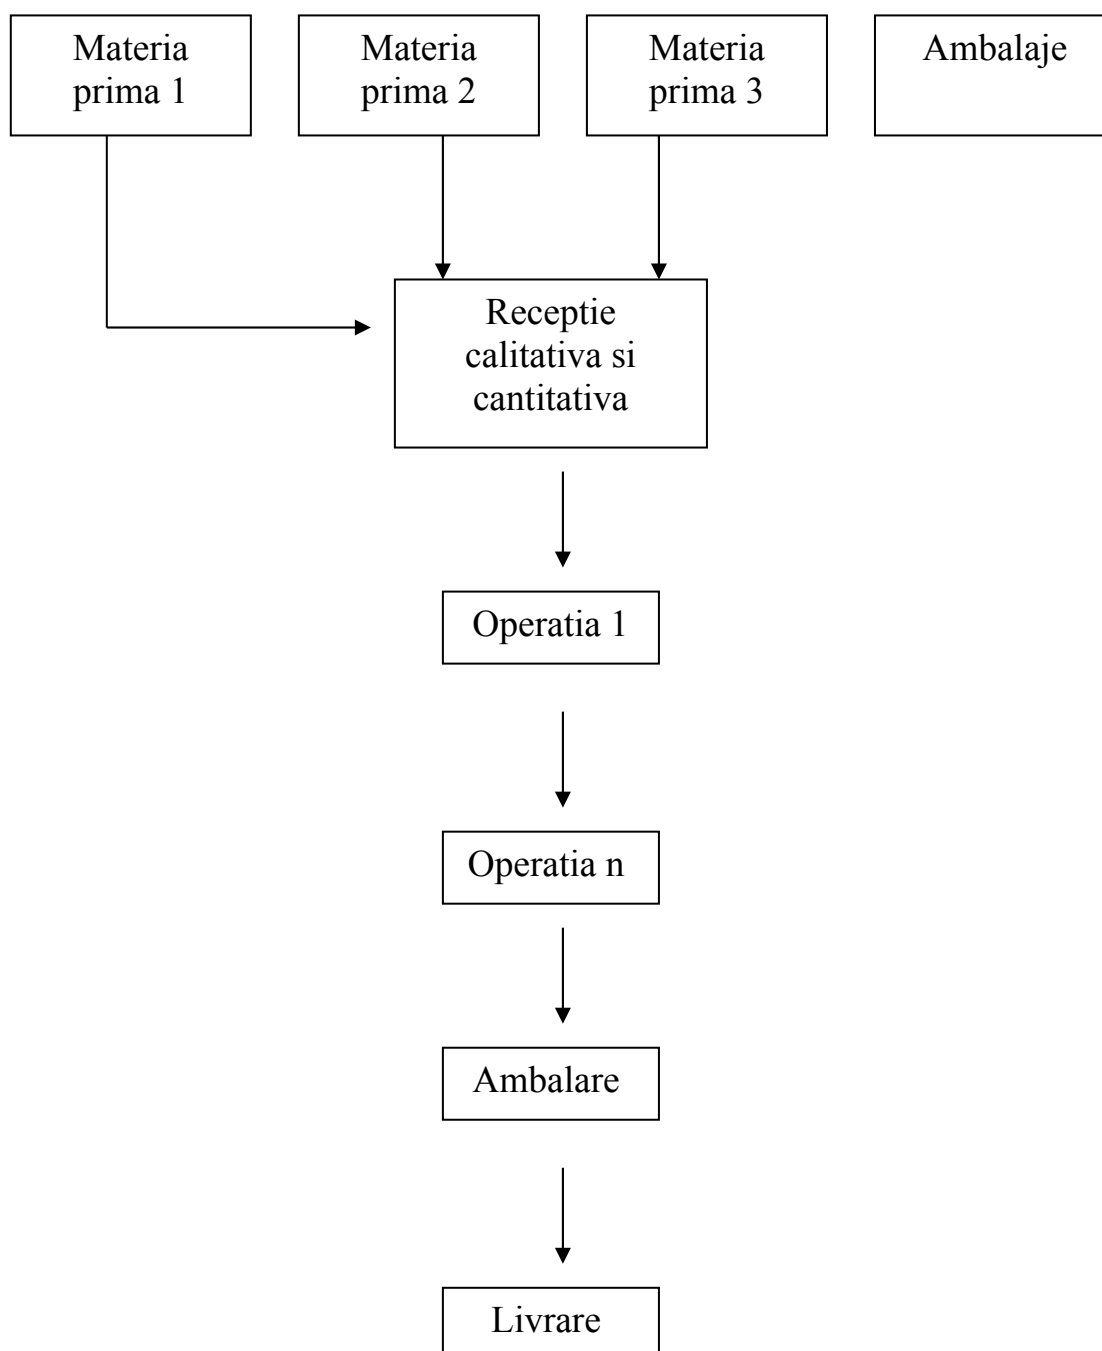 Materia
prima 1
Materia
prima 2
Materia
prima 3
Ambalaje
Receptie
calitativa si
cantitativa
Operatia 1
Operatia n
Ambalare
Livrare